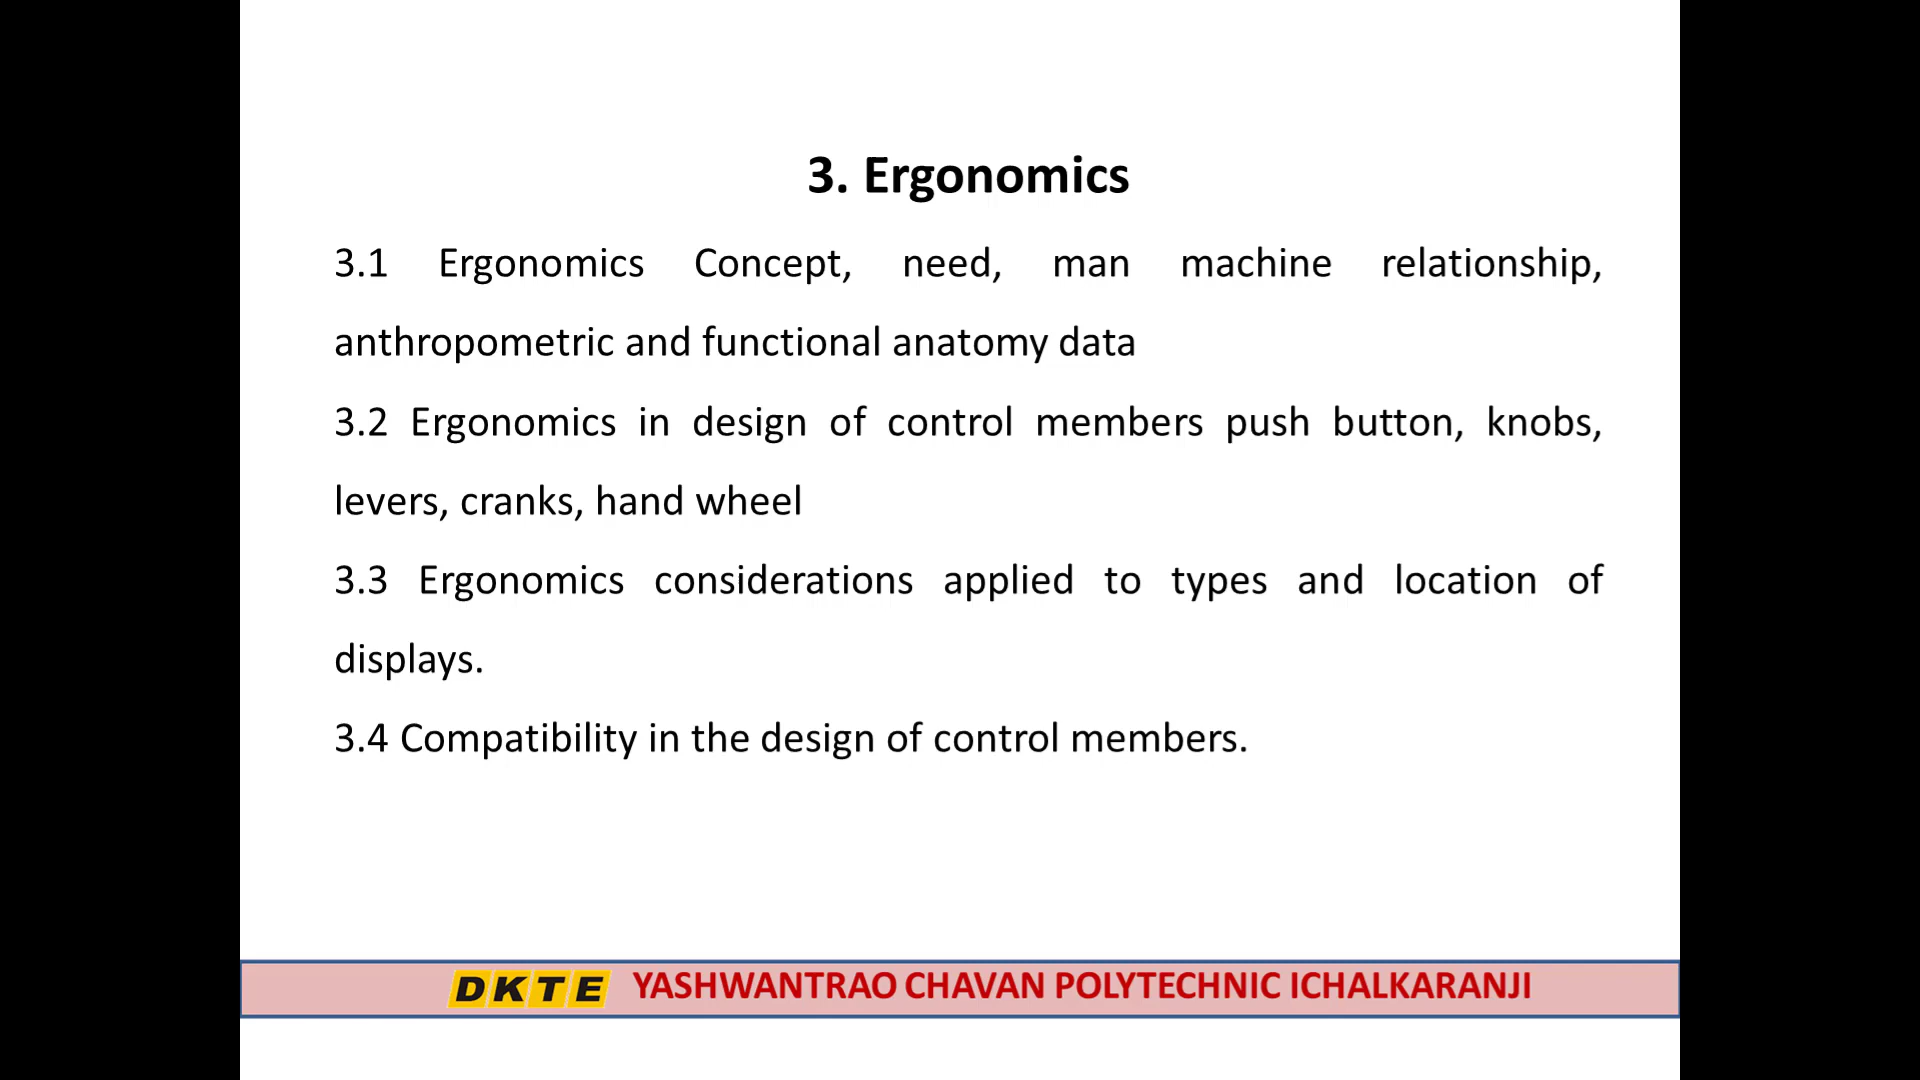 3. Ergonomics
3.1 Ergonomics Concept, need, man machine relationship,
anthropometric and functional anatomy data
3.2 Ergonomics in design of control members push button, knobs,
levers, cranks, hand wheel
3.3 Ergonomics considerations applied to types and location of
displays.
3.4 Compatibility in the design of control members.
DKTE YASHWANTRAO CHAVAN POLYTECHNIC ICHALKARANJI